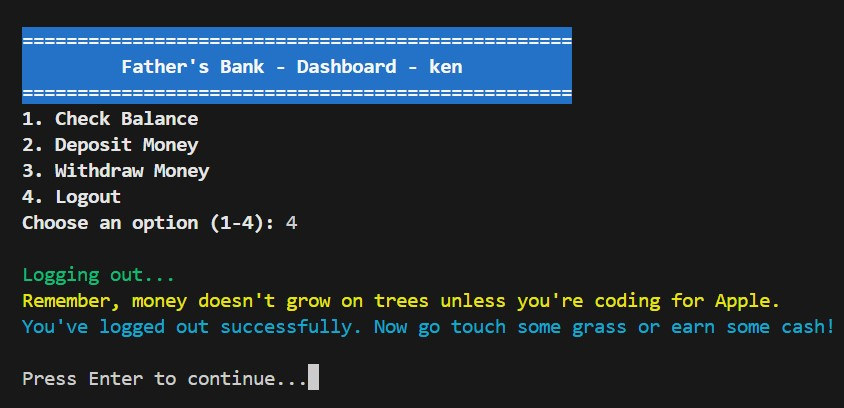 ==================================================
Father's Bank - Dashboard - ken
==================================================
1. Check Balance
2. Deposit Money
3. Withdraw Money
4. Logout
Choose an option (1-4): 4
Logging out...
Remember, money doesn't grow on trees unless you're coding for Apple.
You've logged out successfully. Now go touch some grass or earn some cash!
Press Enter to continue...